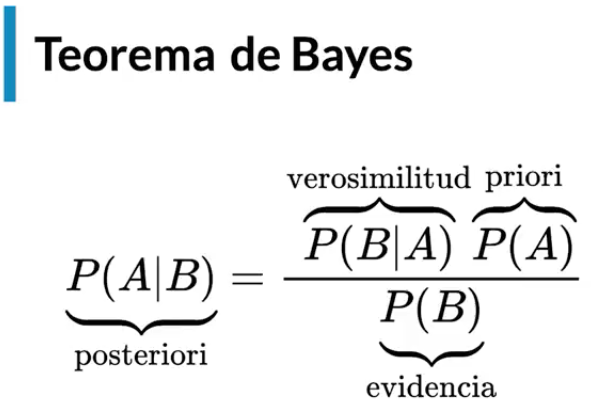 Teorema de Bayes
verosimilitud priori
P(B|A) P(A)
P(A|B) =
P(B)
posteriori
evidencia